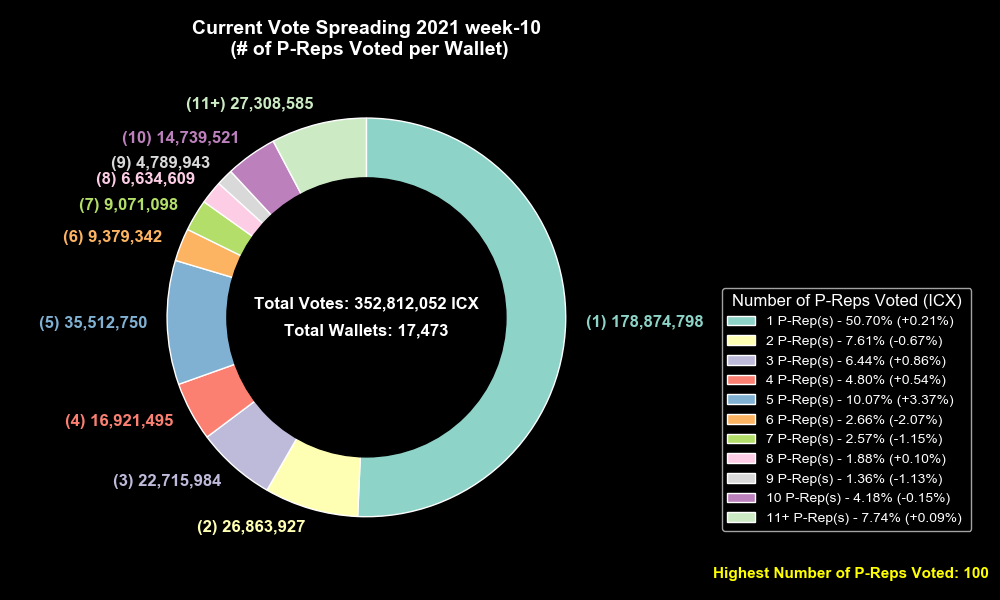 Current Vote Spreading 2021 week-10
(# of P-Reps Voted per Wallet)
(11+) 27,308,585
(10) 14,739,521
(9) 4,789,943
(8) 6,634,609
(7) 9,071,098
(6) 9,379,342
(5) 35,512,750
(4) 16,921,495
(3) 22,715,984
(2) 26,863,927
(1) 178,874,798
Total Votes: 352,812,052 ICX
Total Wallets: 17,473
Number of P-Reps Voted (ICX)
1 P-Rep(s) - 50.70% (+0.21%)
2 P-Rep(s) - 7.61% (-0.67%)
3 P-Rep(s) - 6.44% (+0.86%)
4 P-Rep(s) - 4.80% (+0.54%)
5 P-Rep(s) - 10.07% (+3.37%)
6 P-Rep(s) - 2.66% (-2.07%)
7 P-Rep(s) - 2.57% (-1.15%)
8 P-Rep(s) - 1.88% (+0.10%)
9 P-Rep(s) - 1.36% (-1.13%)
10 P-Rep(s) - 4.18% (-0.15%)
11+ P-Rep(s) - 7.74% (+0.09%)
Highest Number of P-Reps Voted: 100